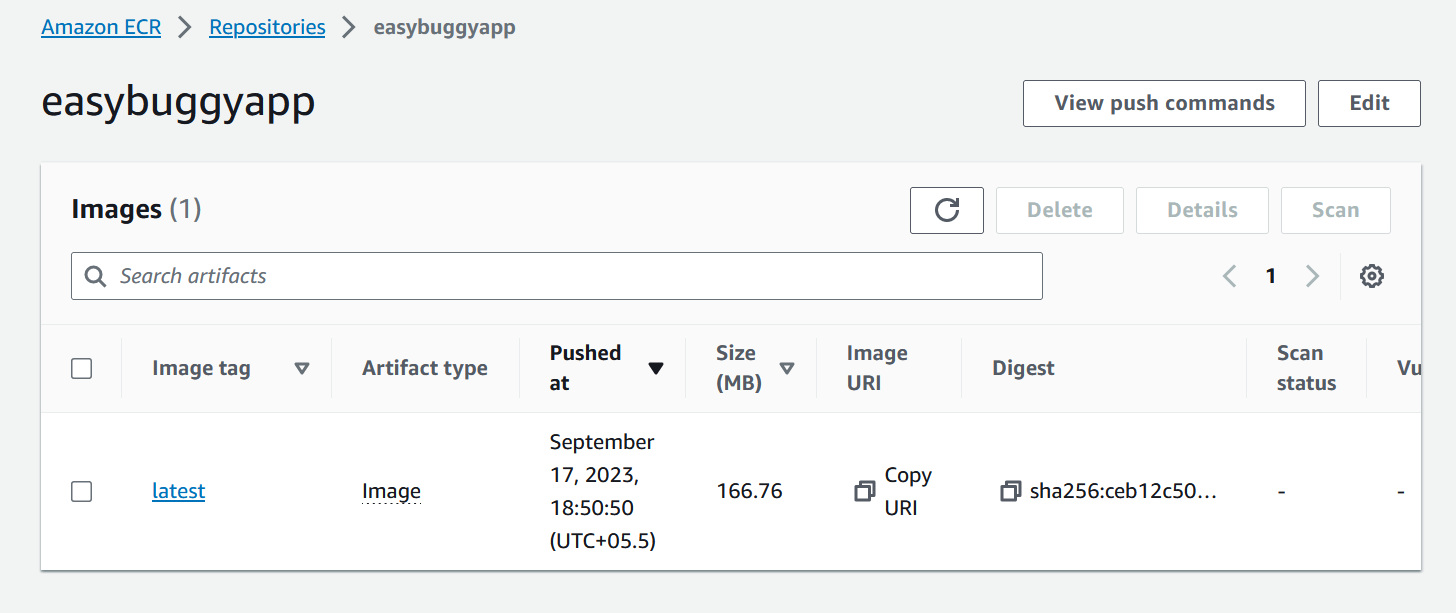 Amazon ECR > Repositories > easybuggyapp
easybuggyapp
View push commands
Edit
Images (1)
Delete
Details
Scan
Search artifacts
1
Image tag
Artifact type
Pushed
at
Size
(MB)
Image
URI
Digest
Scan
status
Vu
latest
Image
September
17, 2023,
18:50:50
(UTC+05.5)
166.76
Copy
URI
sha256:ceb12c50...
-
-